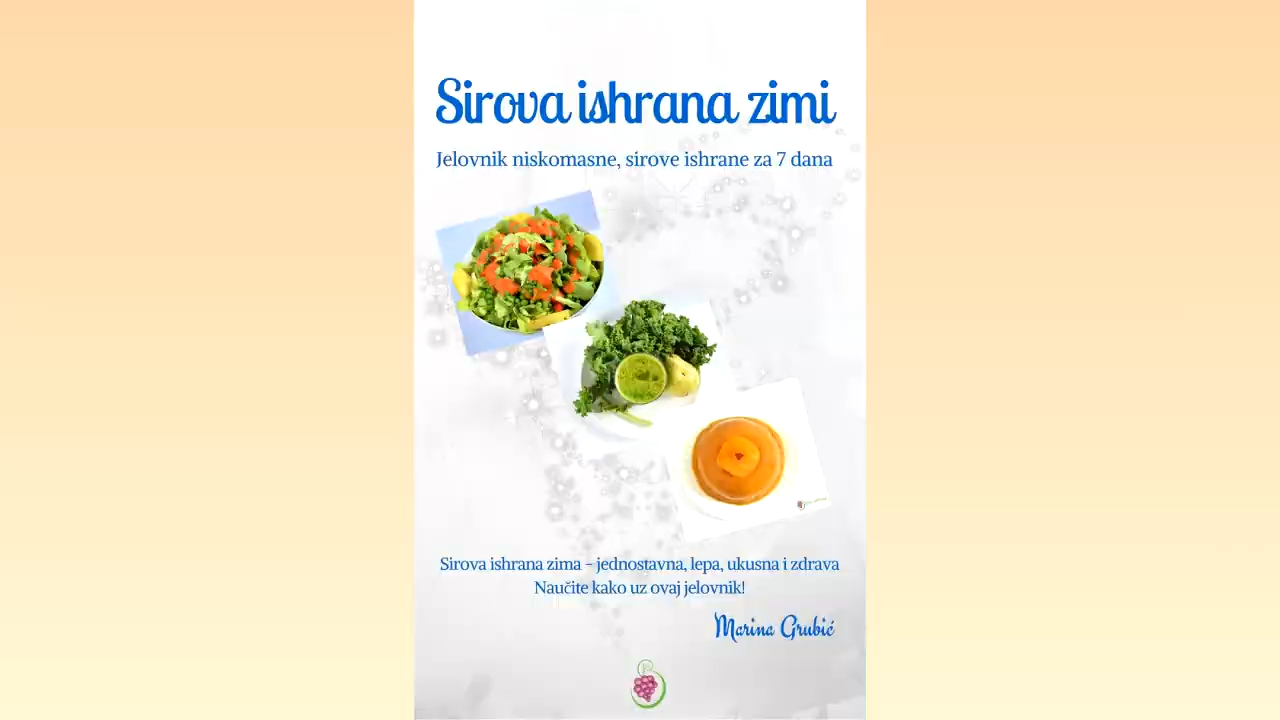 Sirova ishrana zimi
Jelovnik niskomasne, sirove ishrane za 7 dana
Sirova ishrana zima - jednostavna, lepa, ukusna i zdrava
Naučite kako uz ovaj jelovnik!
Marina Grubić